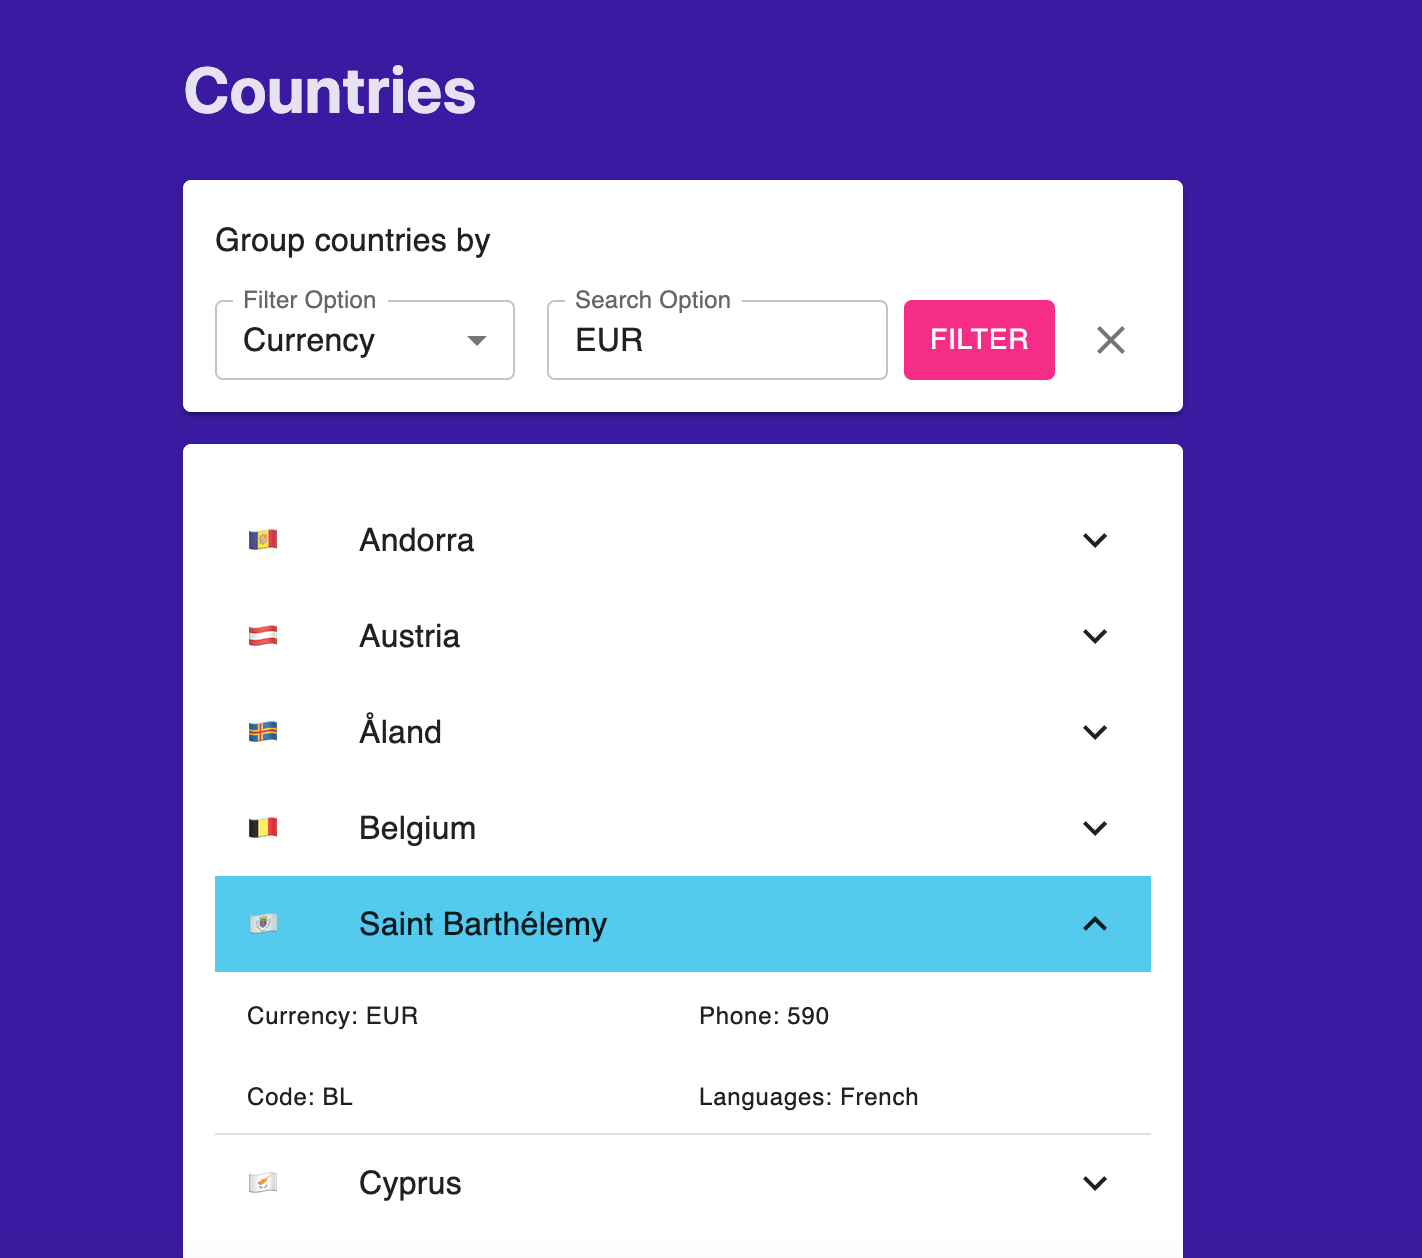 Countries
Group countries by
Filter Option
Search Option
Currency
EUR
FILTER
Andorra
Austria
Åland
Belgium
Saint Barthélemy
Currency: EUR
Phone: 590
Code: BL
Languages: French
Cyprus